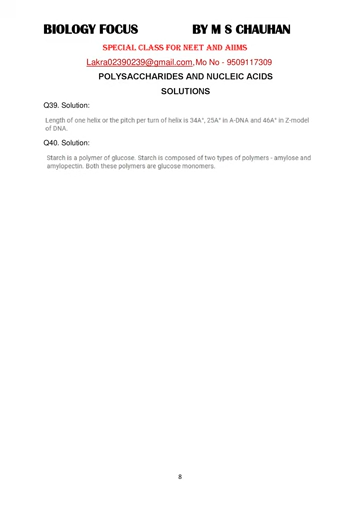 BIOLOGY FOCUS BY M S CHAUHAN
SPECIAL CLASS FOR NEET AND AIIMS
Lakra02390239@gmail.com,Mo No - 9509117309
POLYSACCHARIDES AND NUCLEIC ACIDS
SOLUTIONS
Q39. Solution:
Length of one helix or the pitch per turn of helix is 34A°, 25A° in A-DNA and 46A° in Z-model
of DNA.
Q40. Solution:
Starch is a polymer of glucose. Starch is composed of two types of polymers - amylose and
amylopectin. Both these polymers are glucose monomers.
8